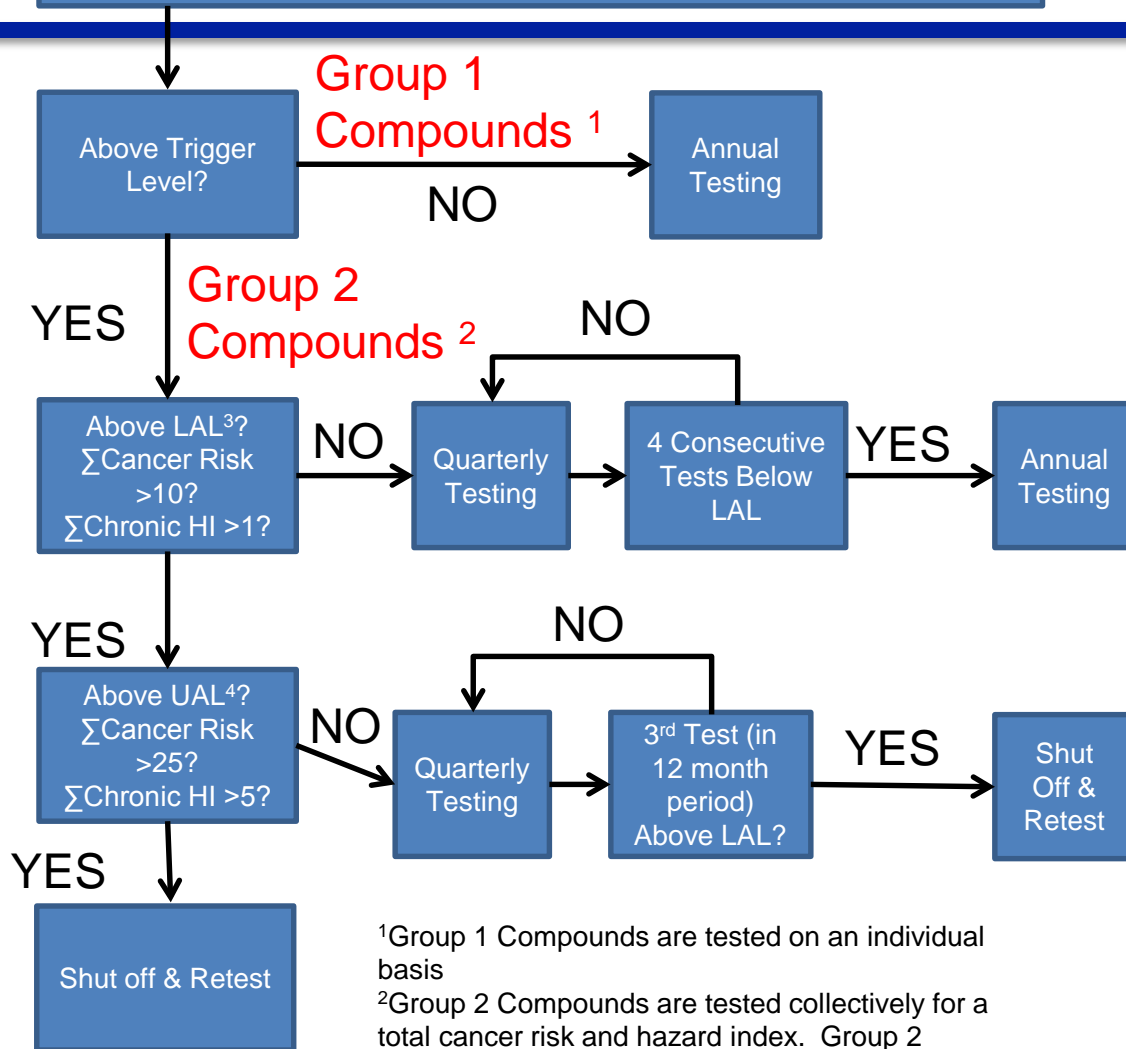 Group 1
Compounds ¹
Above Trigger
Level?
NO
Annual
Testing
YES
Group 2
Compounds ²
NO
Above LAL³?
∑Cancer Risk
>10?
∑Chronic HI >1?
NO
Quarterly
Testing
4 Consecutive
Tests Below
LAL
YES
Annual
Testing
YES
NO
Above UAL⁴?
∑Cancer Risk
>25?
∑Chronic HI >5?
NO
Quarterly
Testing
3rd Test (in
12 month
period)
Above LAL?
YES
Shut
Off &
Retest
YES
Shut off & Retest
¹Group 1 Compounds are tested on an individual
basis
²Group 2 Compounds are tested collectively for a
total cancer risk and hazard index. Group 2